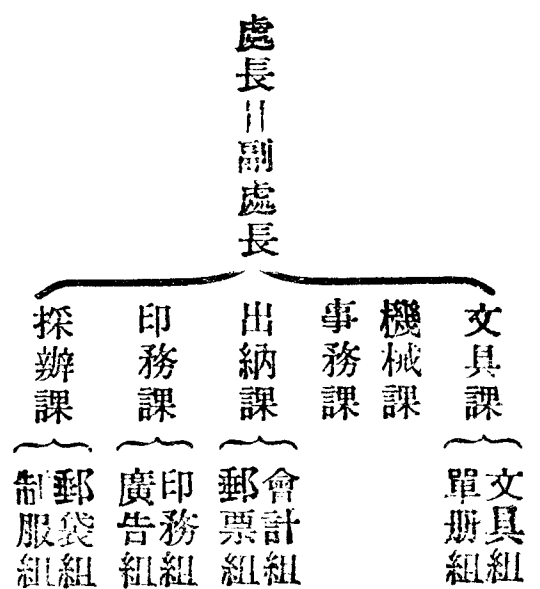 處長＝副處長
文具課
機械課
事務課
出納課
印務課
採辦課
文具組
單册組
會計組
郵票組
印務組
廣告組
郵袋組
制服組